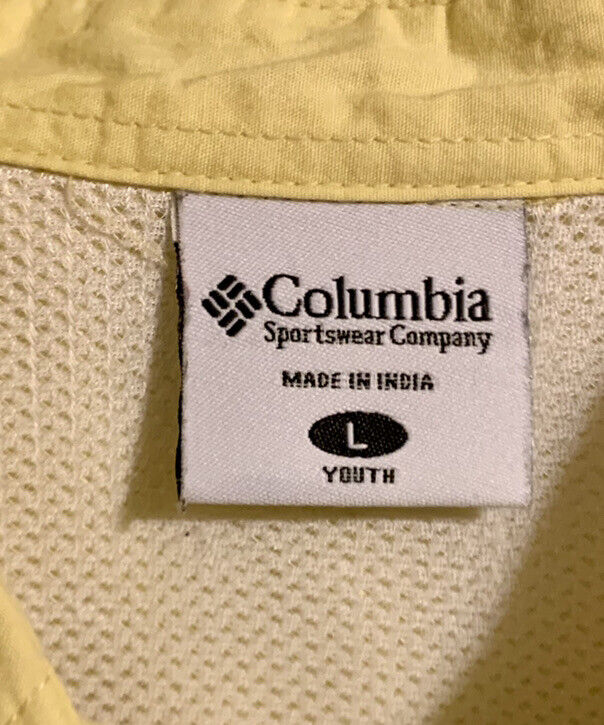 Columbia
Sportswear Company
MADE IN INDIA
L
YOUTH